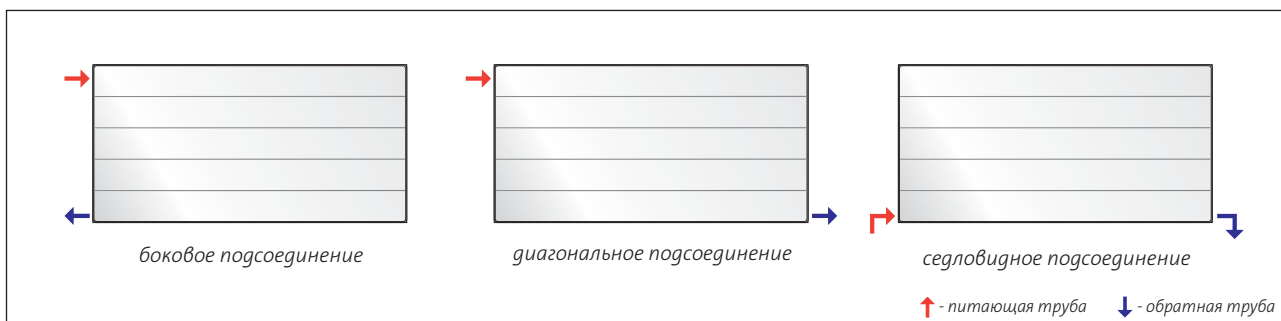 боковое подсоединение
диагональное подсоединение
седловидное подсоединение
- питающая труба
- обратная труба